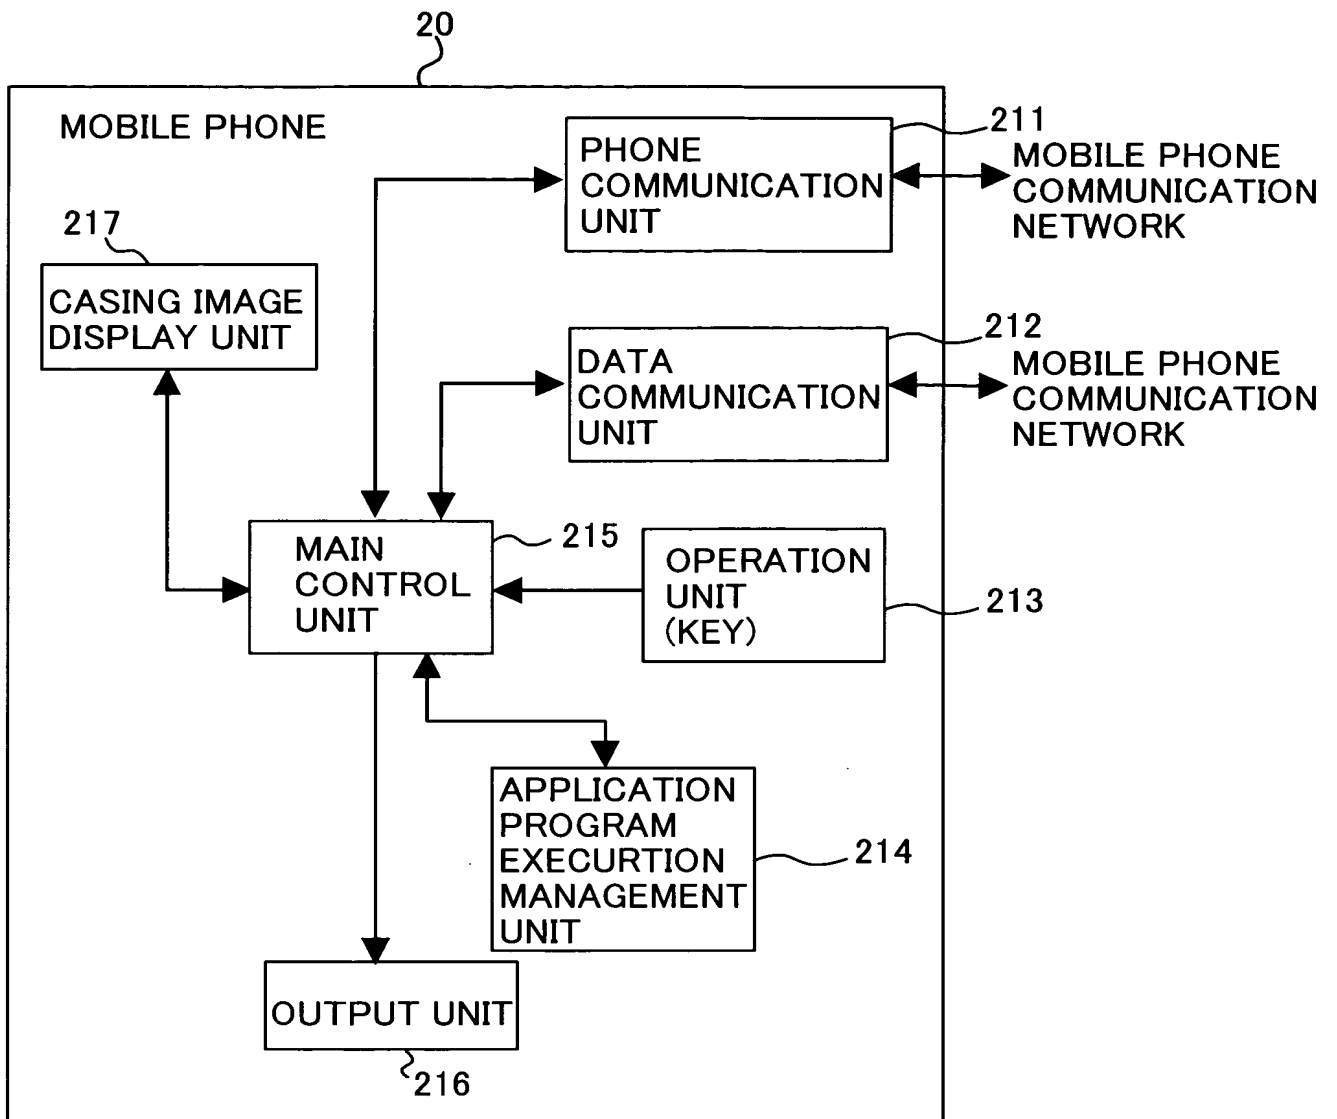 20
MOBILE PHONE
211
PHONE
COMMUNICATION
UNIT
MOBILE PHONE
COMMUNICATION
NETWORK
217
CASING IMAGE
DISPLAY UNIT
212
DATA
COMMUNICATION
UNIT
MOBILE PHONE
COMMUNICATION
NETWORK
MAIN
CONTROL
UNIT
215
OPERATION
UNIT
(KEY)
213
APPLICATION
PROGRAM
EXECURTION
MANAGEMENT
UNIT
214
OUTPUT UNIT
216